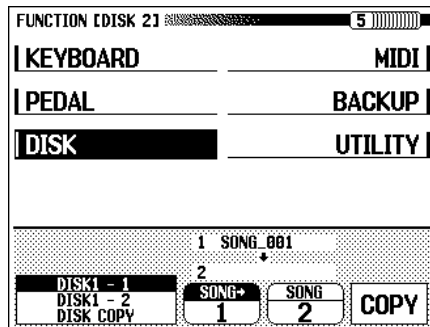 FUNCTION [DISK 2] 5
KEYBOARD MIDI
PEDAL BACKUP
DISK UTILITY
1 SONG_001
2
DISK1 - 1
DISK1 - 2
DISK COPY
SONG→ 1
SONG 2
COPY